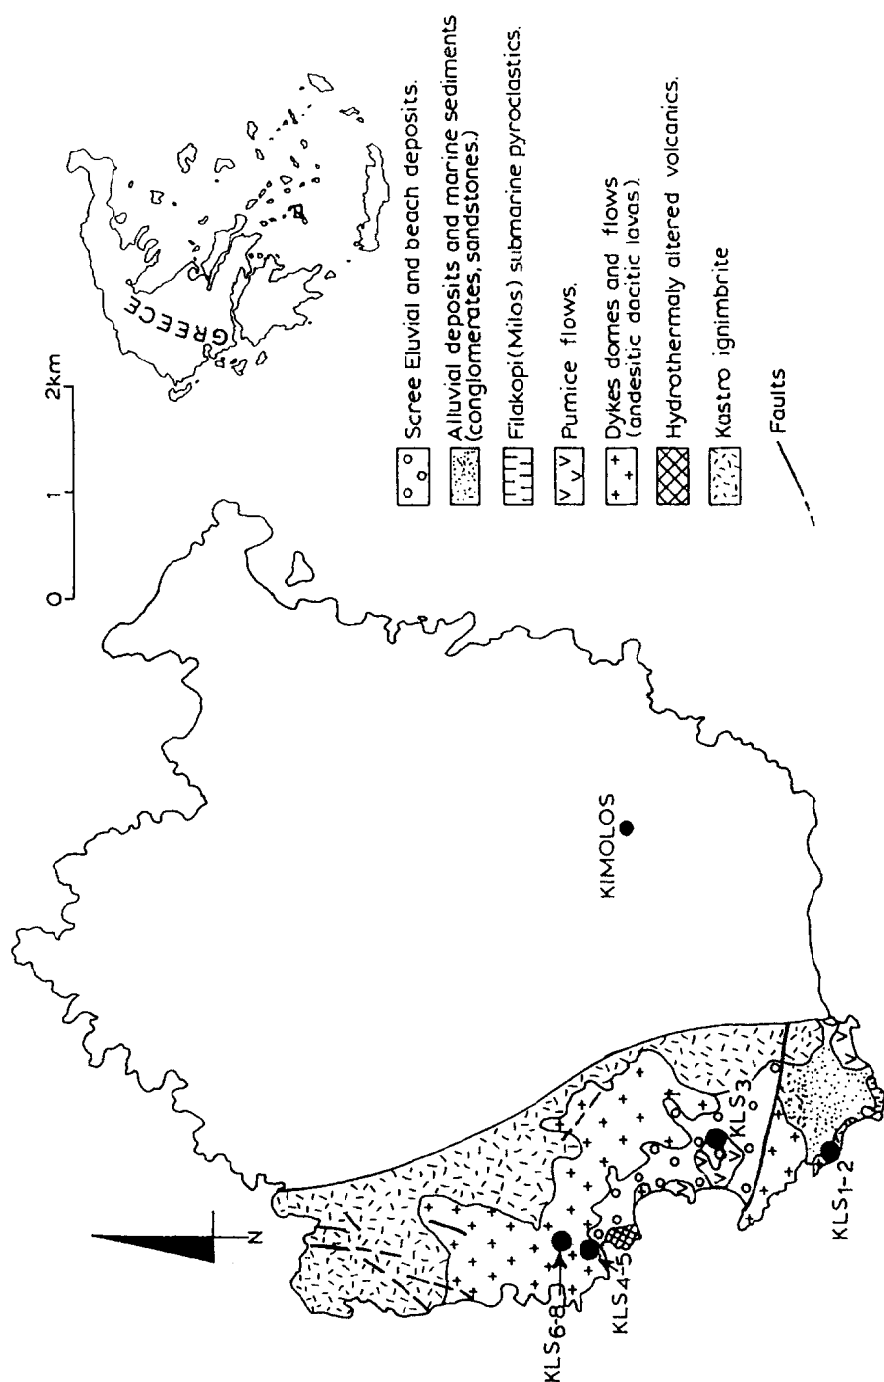 0 1 2km
GREECE
Scree Eluvial and beach deposits.
Alluvial deposits and marine sediments
(conglomerates, sandstones.)
Filakopi (Milos) submarine pyroclastics.
Pumice flows.
Dykes domes and flows
(andesitic dacitic lavas).
Hydrothermaly altered volcanics.
Kastro ignimbrite
Faults
KIMOLOS
N
KLS6-8
KLS4-5
KLS3
KLS1-2